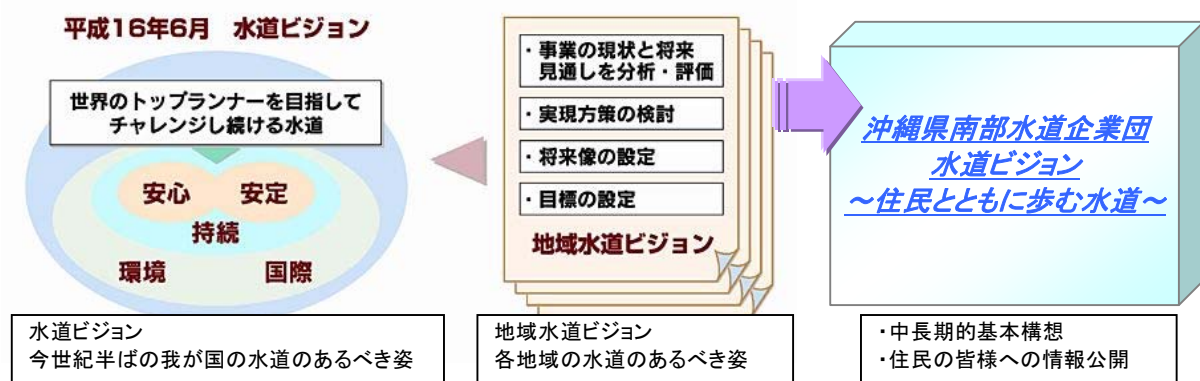 平成16年6月 水道ビジョン
世界のトップランナーを目指して
チャレンジし続ける水道
安心 安定
持続
環境 国際
水道ビジョン
今世紀半ばの我が国の水道のあるべき姿
・事業の現状と将来
見通しを分析・評価
・実現方策の検討
・将来像の設定
・目標の設定
地域水道ビジョン
地域水道ビジョン
各地域の水道のあるべき姿
沖縄県南部水道企業団
水道ビジョン
～住民とともに歩む水道～
・中長期的基本構想
・住民の皆様への情報公開